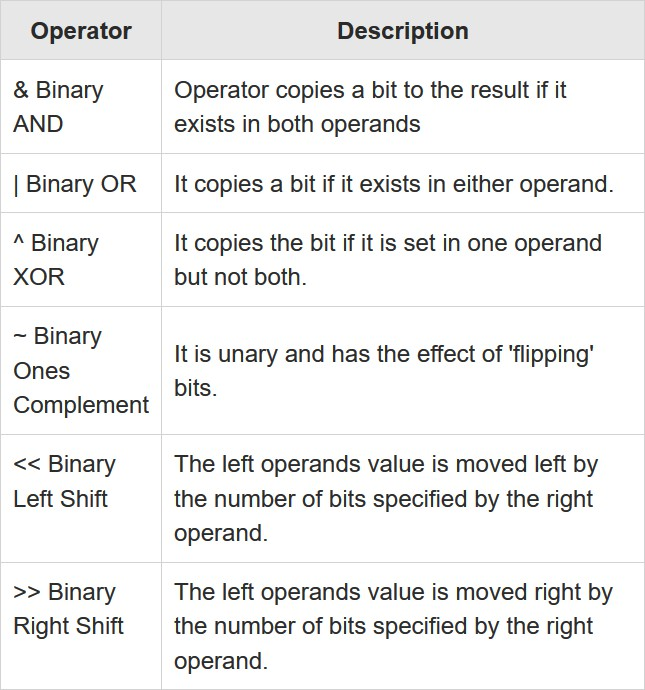 Operator
Description
& Binary
AND
Operator copies a bit to the result if it
exists in both operands
| Binary OR
It copies a bit if it exists in either operand.
^ Binary
XOR
It copies the bit if it is set in one operand
but not both.
~ Binary
Ones
Complement
It is unary and has the effect of 'flipping'
bits.
<< Binary
Left Shift
The left operands value is moved left by
the number of bits specified by the right
operand.
>> Binary
Right Shift
The left operands value is moved right by
the number of bits specified by the right
operand.